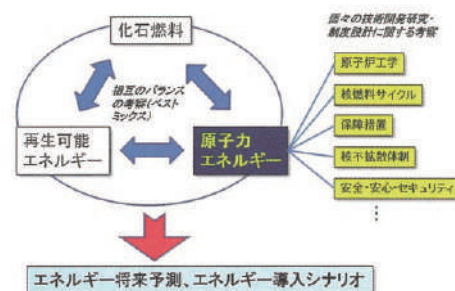 化石燃料
個々の技術開発研究・
制度設計に関する考察
相互のバランス
の考察(ベスト
ミックス)
再生可能
エネルギー
原子力
エネルギー
原子炉工学
核燃料サイクル
保障措置
核不拡散体制
安全・安心・セキュリティ
⋮
エネルギー将来予測、エネルギー導入シナリオ